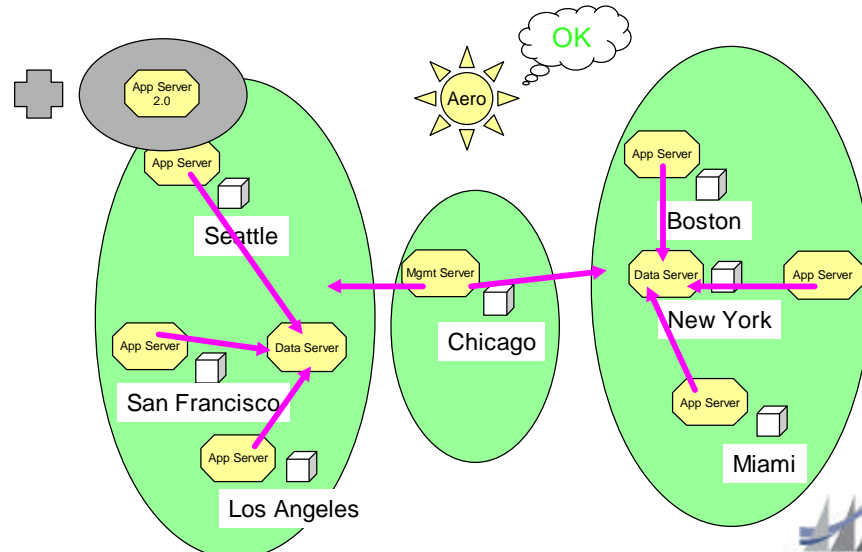 OK
App Server
2.0
Aero
App Server
App Server
Seattle
Boston
Mgmt Server
Data Server
App Server
New York
App Server
Data Server
Chicago
San Francisco
App Server
App Server
Miami
Los Angeles